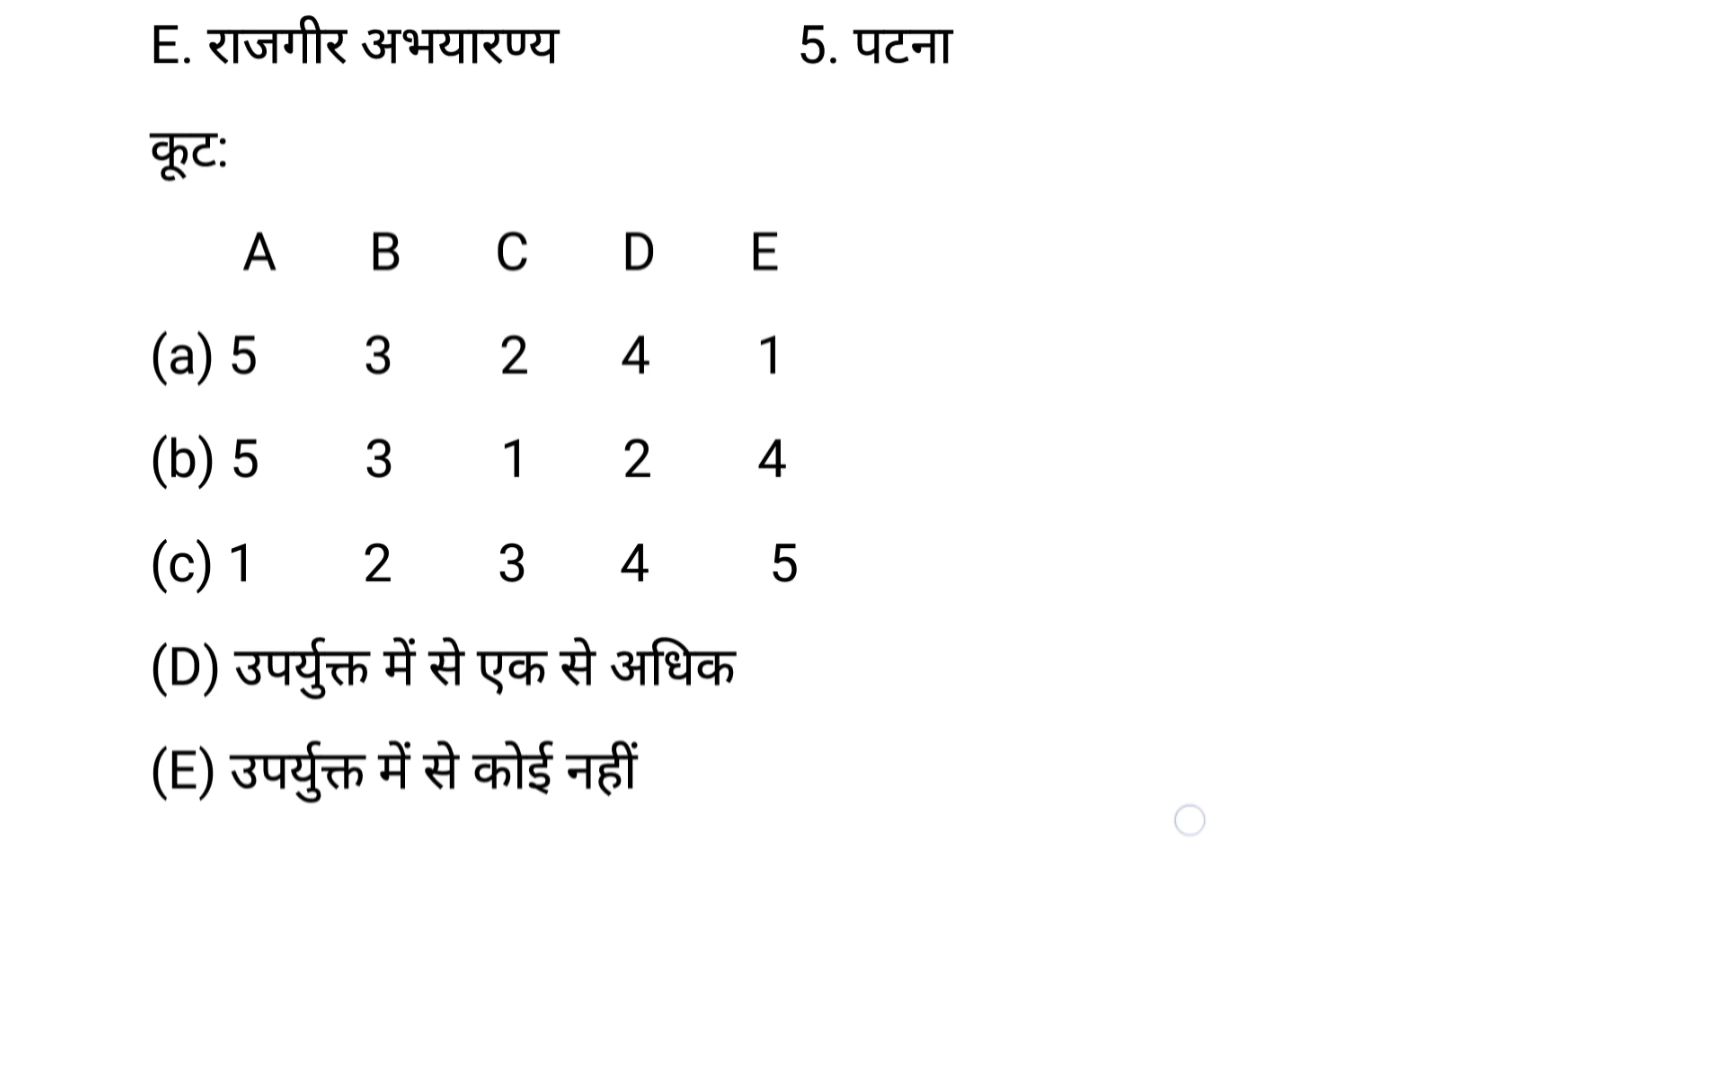 E. राजगीर अभयारण्य 5. पटना
कूट:
A B C D E
(a) 5 3 2 4 1
(b) 5 3 1 2 4
(c) 1 2 3 4 5
(D) उपर्युक्त में से एक से अधिक
(E) उपर्युक्त में से कोई नहीं